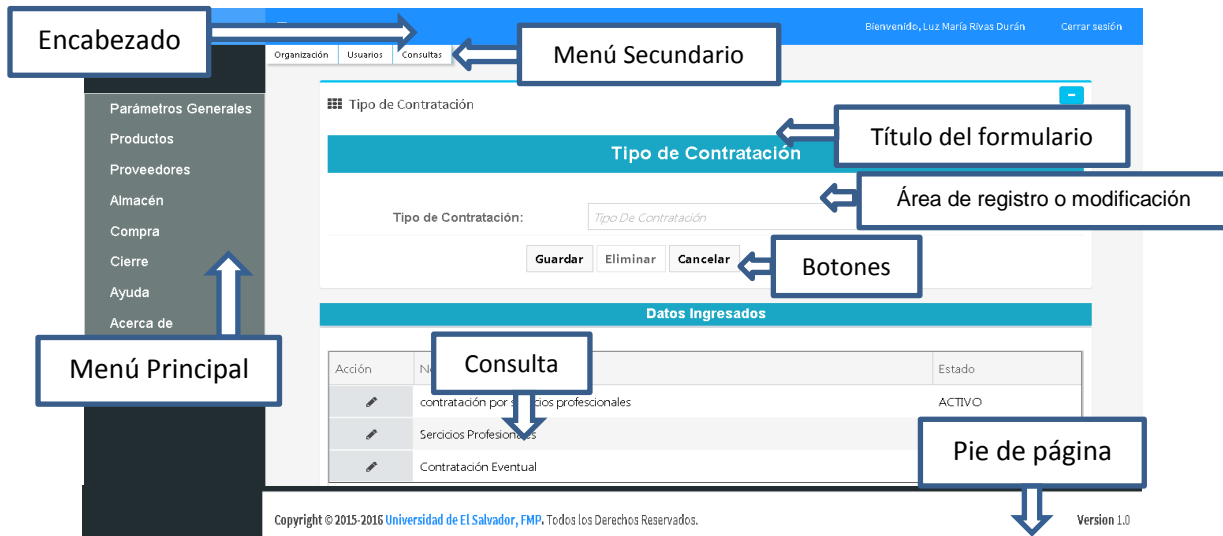 Encabezado
Bienvenido, Luz María Rivas Durán
Cerrar sesión
Organización
Usuarios
Consultas
Menú Secundario
Parámetros Generales
Productos
Proveedores
Almacén
Compra
Cierre
Ayuda
Acerca de
Menú Principal
Tipo de Contratación
Título del formulario
Tipo de Contratación
Área de registro o modificación
Tipo de Contratación:
Tipo De Contratación
Guardar
Eliminar
Cancelar
Botones
Datos Ingresados
Consulta
Acción
Estado
contratación por servicios profescionales
ACTIVO
Sercicios Profesionales
Contratación Eventual
Pie de página
Copyright © 2015-2016 Universidad de El Salvador, FMP. Todos los Derechos Reservados.
Version 1.0